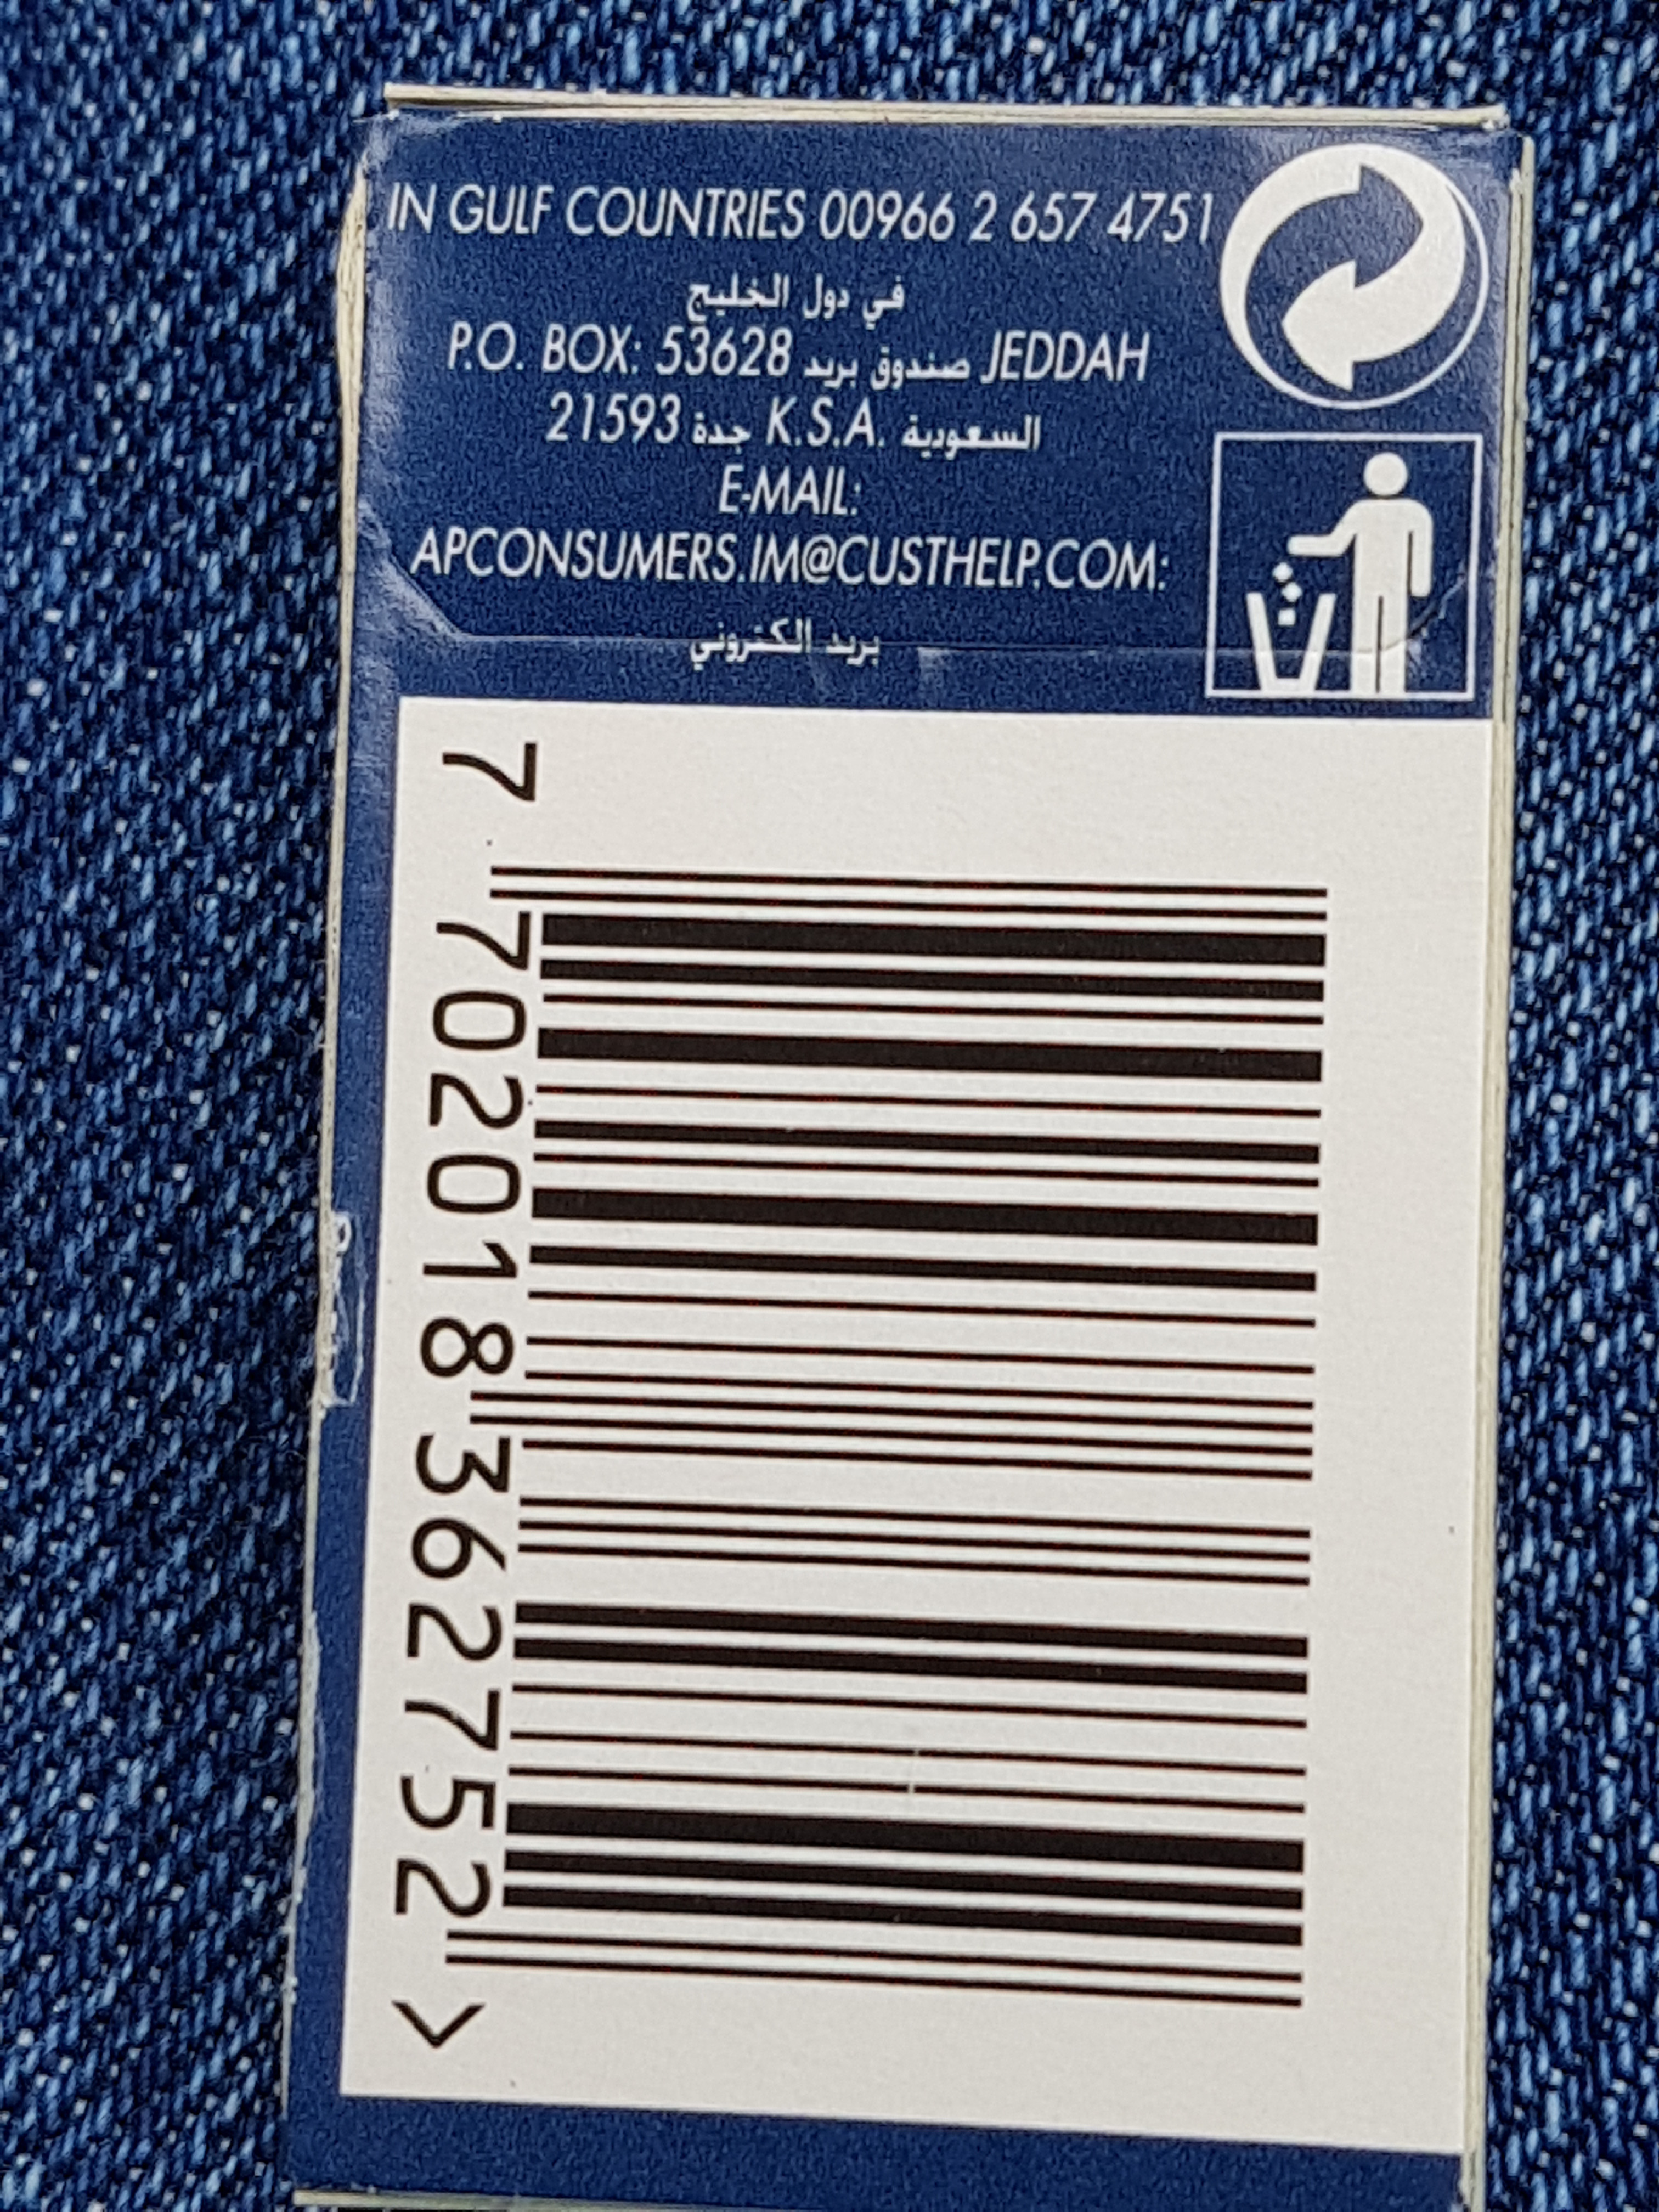 IN GULF COUNTRIES 00966 2 657 4751
في دول الخليج
P.O. BOX: 53628 صندوق بريد JEDDAH
21593 جدة K.S.A. السعودية
E-MAIL:
APCONSUMERS.IM@CUSTHELP.COM:
بريد الكتروني
7 702018 362752 >